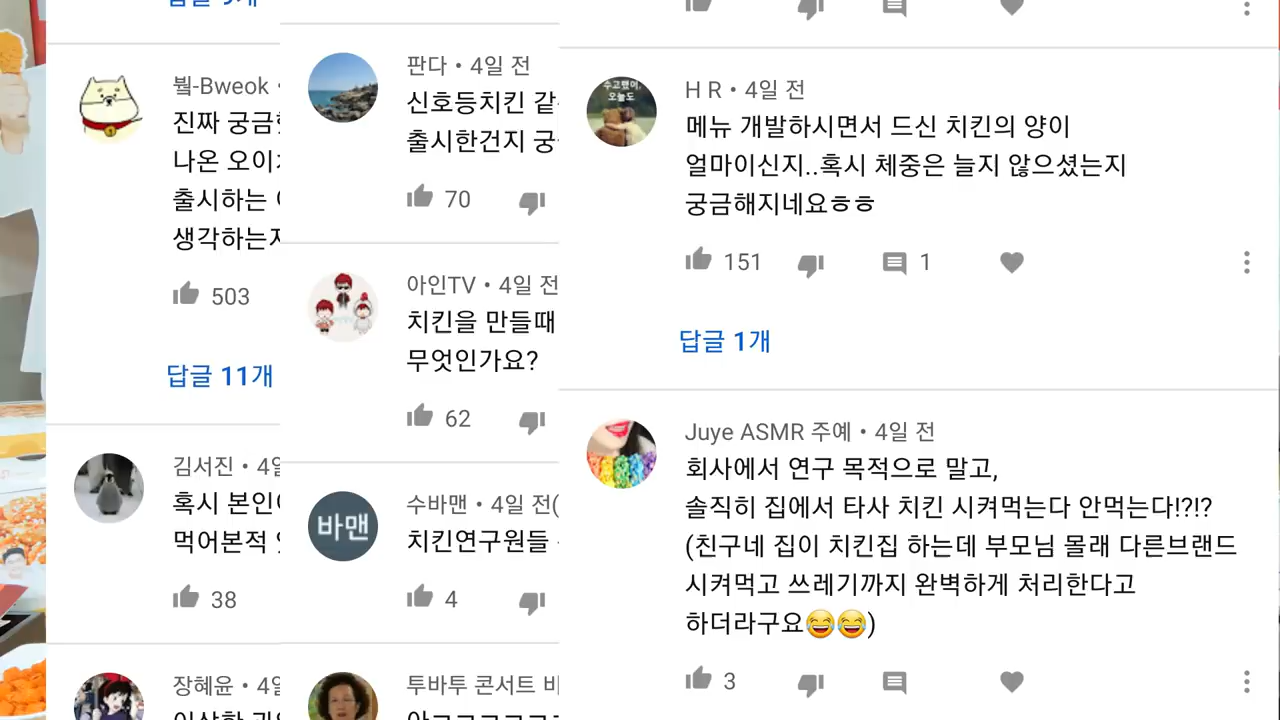 뷁-Bweok •
진짜 궁금
나온 오이
출시하는
생각하는지
503
답글 11개
김서진 • 4일
혹시 본인
먹어본적
38
장혜윤 • 4일
판다 • 4일 전
신호등치킨 같
출시한건지 궁
70
아인TV • 4일 전
치킨을 만들때
무엇인가요?
62
수바맨 • 4일 전(
바맨
치킨연구원들
4
투바투 콘서트
수고했어,
오늘도
H R • 4일 전
메뉴 개발하시면서 드신 치킨의 양이
얼마이신지..혹시 체중은 늘지 않으셨는지
궁금해지네요ㅎㅎ
151
1
답글 1개
Juye ASMR 주예 • 4일 전
회사에서 연구 목적으로 말고,
솔직히 집에서 타사 치킨 시켜먹는다 안먹는다!?!?
(친구네 집이 치킨집 하는데 부모님 몰래 다른브랜드
시켜먹고 쓰레기까지 완벽하게 처리한다고
하더라구요😂😂)
3